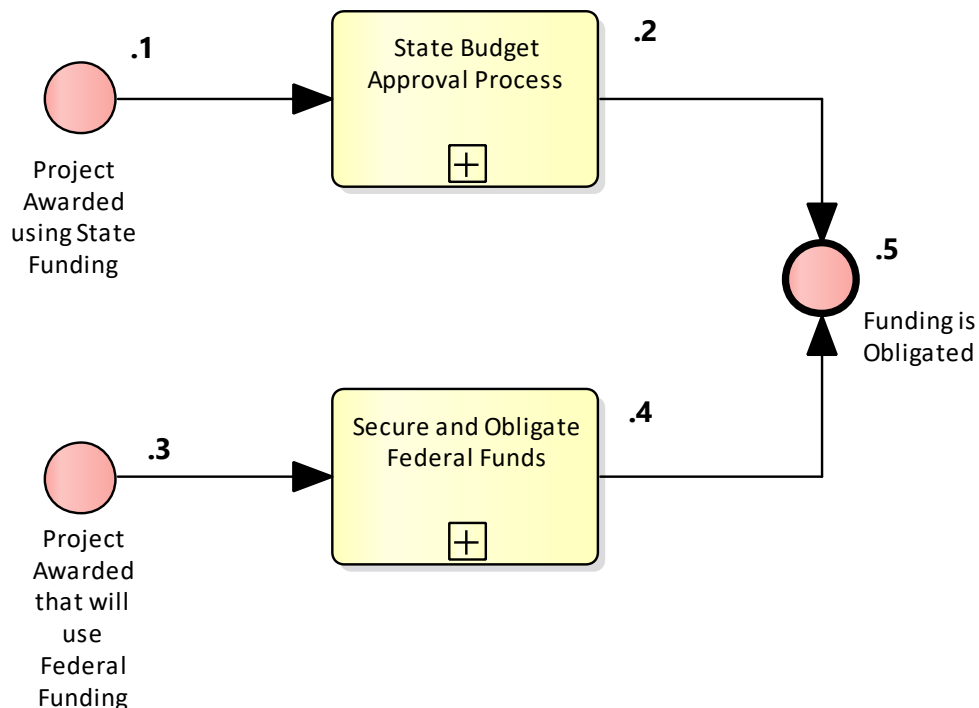 .1
State Budget
Approval Process
.2
Project
Awarded
using State
Funding
.5
Funding is
Obligated
.3
Secure and Obligate
Federal Funds
.4
Project
Awarded
that will
use
Federal
Funding